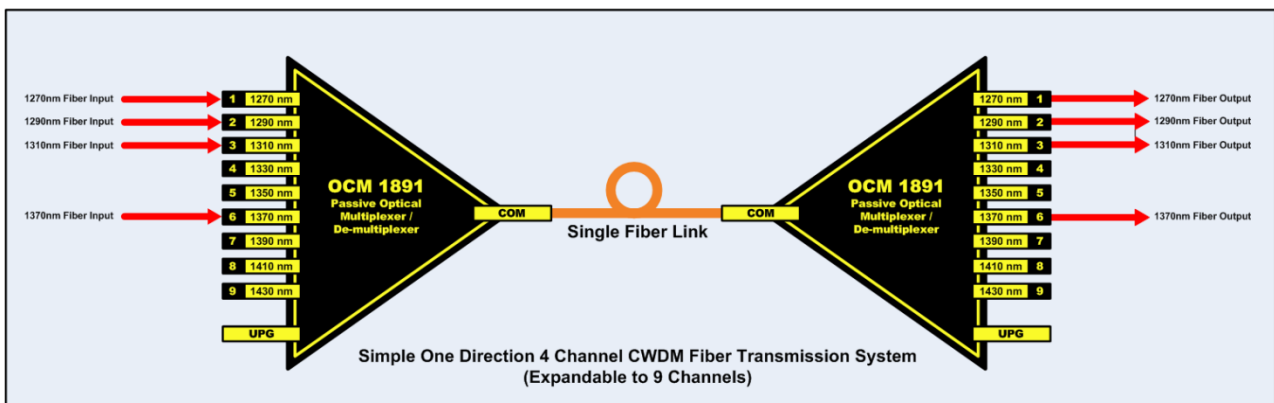 1270nm Fiber Input
1290nm Fiber Input
1310nm Fiber Input
1370nm Fiber Input
1 1270 nm
2 1290 nm
3 1310 nm
4 1330 nm
5 1350 nm
6 1370 nm
7 1390 nm
8 1410 nm
9 1430 nm
UPG
OCM 1891
Passive Optical
Multiplexer /
De-multiplexer
COM
Single Fiber Link
COM
OCM 1891
Passive Optical
Multiplexer /
De-multiplexer
1270 nm 1
1290 nm 2
1310 nm 3
1330 nm 4
1350 nm 5
1370 nm 6
1390 nm 7
1410 nm 8
1430 nm 9
UPG
1270nm Fiber Output
1290nm Fiber Output
1310nm Fiber Output
1370nm Fiber Output
Simple One Direction 4 Channel CWDM Fiber Transmission System
(Expandable to 9 Channels)